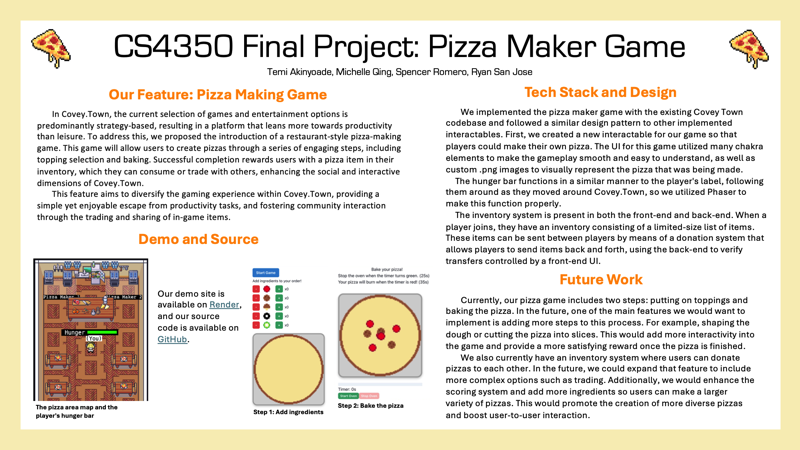 CS4350 Final Project: Pizza Maker Game
Temi Akinyoade, Michelle Qing, Spencer Romero, Ryan San Jose
Our Feature: Pizza Making Game
In Covey.Town, the current selection of games and entertainment options is
predominantly strategy-based, resulting in a platform that leans more towards productivity
than leisure. To address this, we proposed the introduction of a restaurant-style pizza-making
game. This game will allow users to create pizzas through a series of engaging steps, including
topping selection and baking. Successful completion rewards users with a pizza item in their
inventory, which they can consume or trade with others, enhancing the social and interactive
dimensions of Covey.Town.
This feature aims to diversify the gaming experience within Covey.Town, providing a
simple yet enjoyable escape from productivity tasks, and fostering community interaction
through the trading and sharing of in-game items.
Demo and Source
Pizza Maker
Pizza Maker
Hunger
(You)
The pizza area map and the
player's hunger bar
Our demo site is
available on Render,
and our source
code is available on
GitHub.
Start Game
Add ingredients to your order!
x0
x0
x0
x0
x0
Step 1: Add ingredients
Bake your pizza!
Stop the oven when the timer turns green. (25s)
Your pizza will burn when the timer is red! (35s)
Timer: 0s
Step 2: Bake the pizza
Tech Stack and Design
We implemented the pizza maker game with the existing Covey Town
codebase and followed a similar design pattern to other implemented
interactables. First, we created a new interactable for our game so that
players could make their own pizza. The UI for this game utilized many chakra
elements to make the gameplay smooth and easy to understand, as well as
custom .png images to visually represent the pizza that was being made.
The hunger bar functions in a similar manner to the player's label, following
them around as they moved around Covey.Town, so we utilized Phaser to
make this function properly.
The inventory system is present in both the front-end and back-end. When a
player joins, they have an inventory consisting of a limited-size list of items.
These items can be sent between players by means of a donation system that
allows players to send items back and forth, using the back-end to verify
transfers controlled by a front-end UI.
Future Work
Currently, our pizza game includes two steps: putting on toppings and
baking the pizza. In the future, one of the main features we would want to
implement is adding more steps to this process. For example, shaping the
dough or cutting the pizza into slices. This would add more interactivity into
the game and provide a more satisfying reward once the pizza is finished.
We also currently have an inventory system where users can donate
pizzas to each other. In the future, we could expand that feature to include
more complex options such as trading. Additionally, we would enhance the
scoring system and add more ingredients so users can make a larger
variety of pizzas. This would promote the creation of more diverse pizzas
and boost user-to-user interaction.